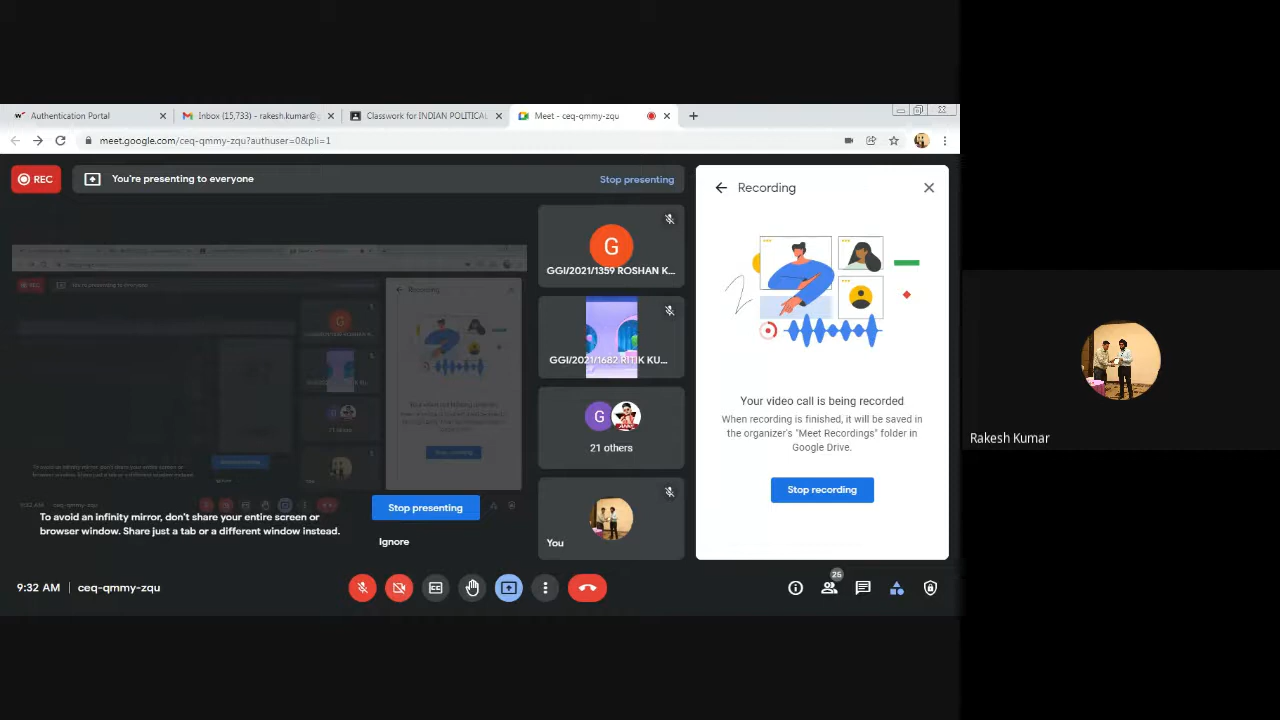 Authentication Portal
Inbox (15,
- rakesh.kumar@g
Classwork for INDIAN POLITICAL
Meet - ceq-qmmy-zqu
meet.google.com/ceq-qmmy-zqu?authuser=0&pli=1
REC
You're presenting to everyone
Stop presenting
To avoid an infinity mirror, don't share your entire screen or
browser window. Share just a tab or a different window instead.
Stop presenting
Ignore
G
GGI/2021/1359 ROSHAN K...
GGI/2021/1682 RITIK KU...
G
21 others
You
Recording
Your video call is being recorded
When recording is finished, it will be saved in
the organizer's "Meet Recordings" folder in
Google Drive.
Stop recording
9:32 AM | ceq-qmmy-zqu
CC
Rakesh Kumar